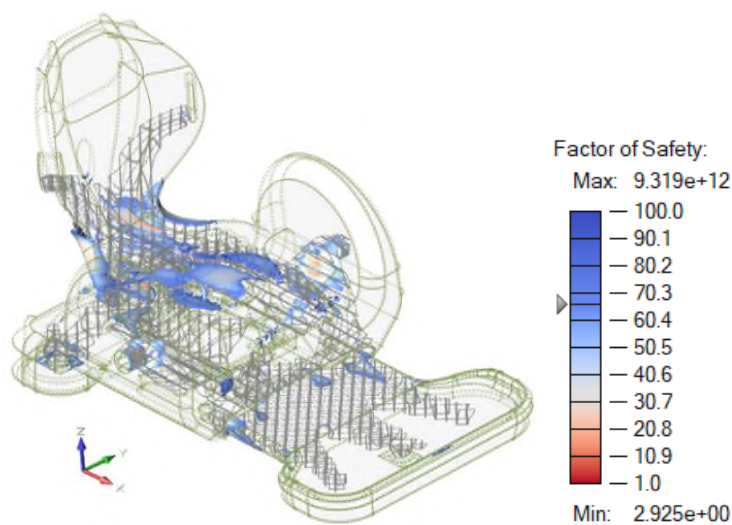 Factor of Safety:
Max: 9.319e+12
100.0
90.1
80.2
70.3
60.4
50.5
40.6
30.7
20.8
10.9
1.0
Min: 2.925e+00
Z
Y
X